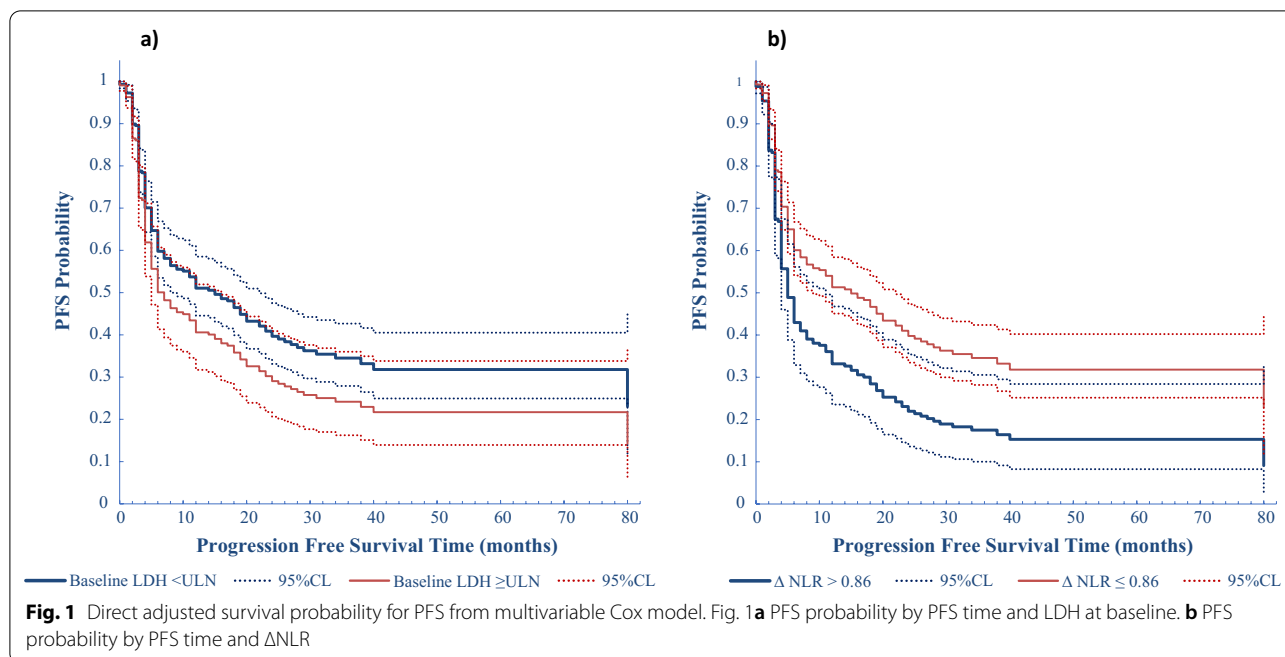 a)
b)
PFS Probability
1
0.9
0.8
0.7
0.6
0.5
0.4
0.3
0.2
0.1
0
0 10 20 30 40 50 60 70 80
Progression Free Survival Time (months)
Baseline LDH <ULN 95%CL Baseline LDH ≥ULN 95%CL
PFS Probability
1
0.9
0.8
0.7
0.6
0.5
0.4
0.3
0.2
0.1
0
0 10 20 30 40 50 60 70 80
Progression Free Survival Time (months)
Δ NLR > 0.86 95%CL Δ NLR ≤ 0.86 95%CL
Fig. 1 Direct adjusted survival probability for PFS from multivariable Cox model. Fig. 1a PFS probability by PFS time and LDH at baseline. b PFS
probability by PFS time and ΔNLR